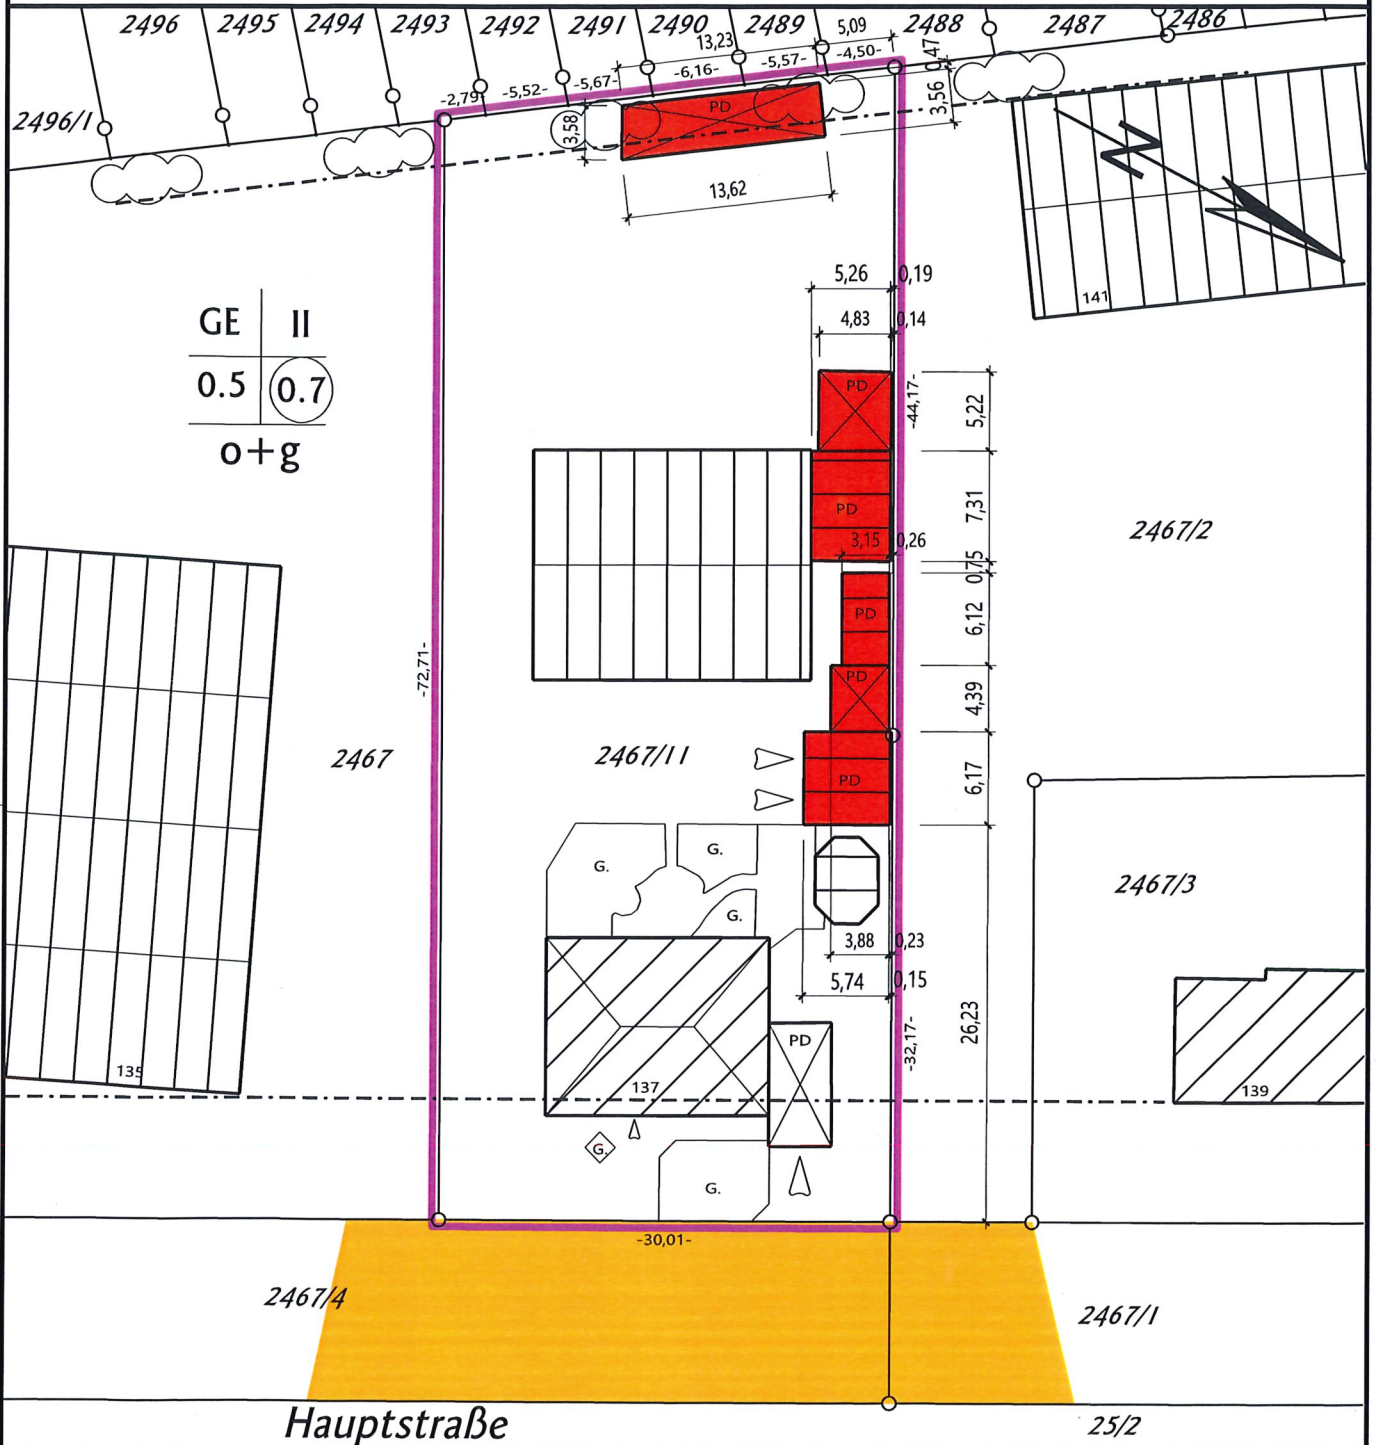 2496 2495 2494 2493 2492 2491 2490 2489 2488 2487 2486
5,09
13,23
-4,50-
0,47
-5,57-
-6,16-
-5,67-
-5,52-
-2,79-
3,56
2496/1
PD
3,58
N
13,62
5,26 0,19
141
GE II
4,83 0,14
0.5 0.7
PD
-44,17-
5,22
o+g
PD
7,31
2467/2
3,15 0,26
0,75
PD
6,12
-72,71-
PD
4,39
2467
2467/11
PD
6,17
G.
G.
2467/3
G.
3,88 0,23
5,74 0,15
26,23
PD
-32,17-
135
137
139
G.
G.
-30,01-
2467/4
2467/1
Hauptstraße
25/2